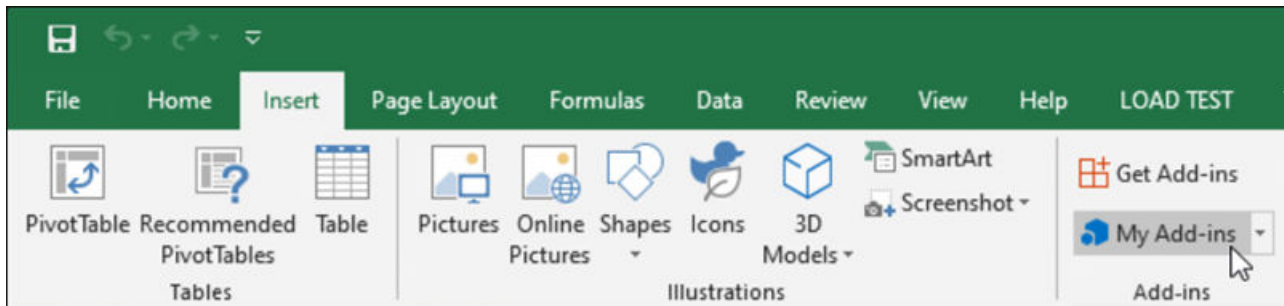 File Home Insert Page Layout Formulas Data Review View Help LOAD TEST
PivotTable
Recommended
PivotTables
Table
Tables
Pictures
Online
Pictures
Shapes
Icons
3D
Models
SmartArt
Screenshot
Illustrations
Get Add-ins
My Add-ins
Add-ins